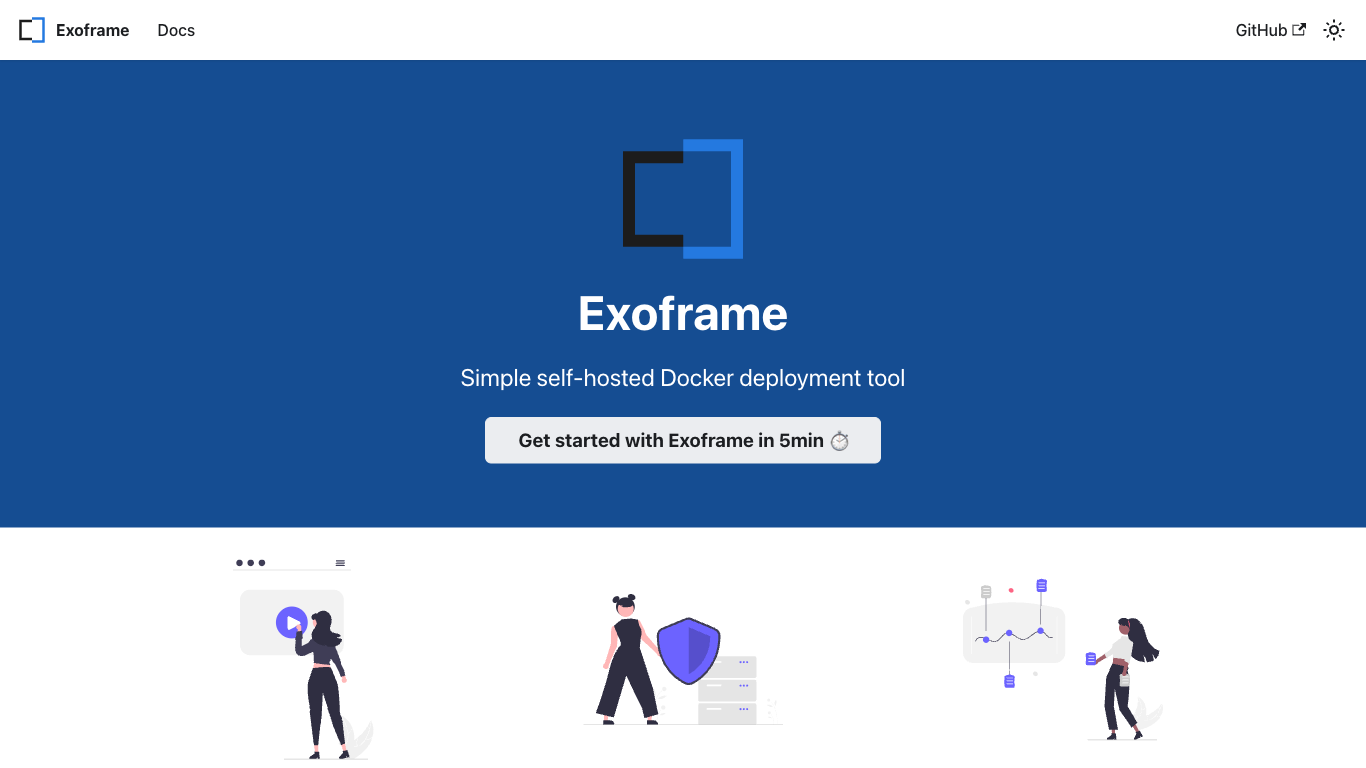 Exoframe
Docs
GitHub
Exoframe
Simple self-hosted Docker deployment tool
Get started with Exoframe in 5min ⏱️